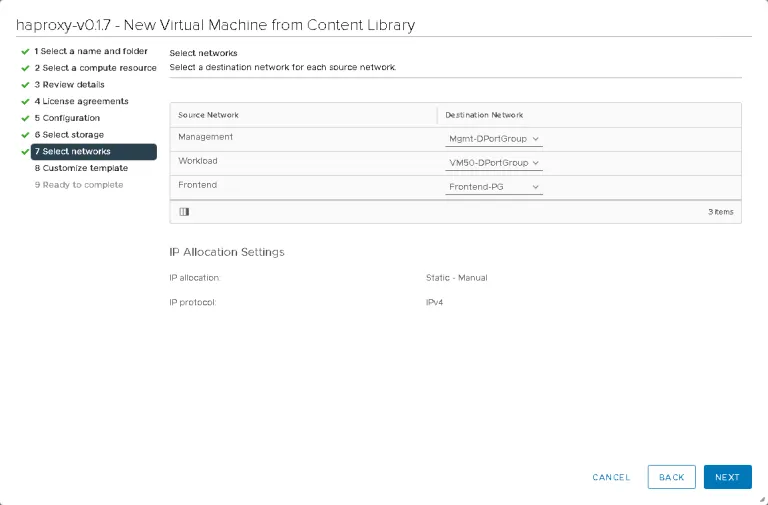 haproxy-v0.1.7 - New Virtual Machine from Content Library
1 Select a name and folder
2 Select a compute resource
3 Review details
4 License agreements
5 Configuration
6 Select storage
7 Select networks
8 Customize template
9 Ready to complete
Select networks
Select a destination network for each source network.
Source Network Destination Network
Management Mgmt-DPortGroup
Workload VM50-DPortGroup
Frontend Frontend-PG
3 items
IP Allocation Settings
IP allocation: Static - Manual
IP protocol: IPv4
CANCEL BACK NEXT